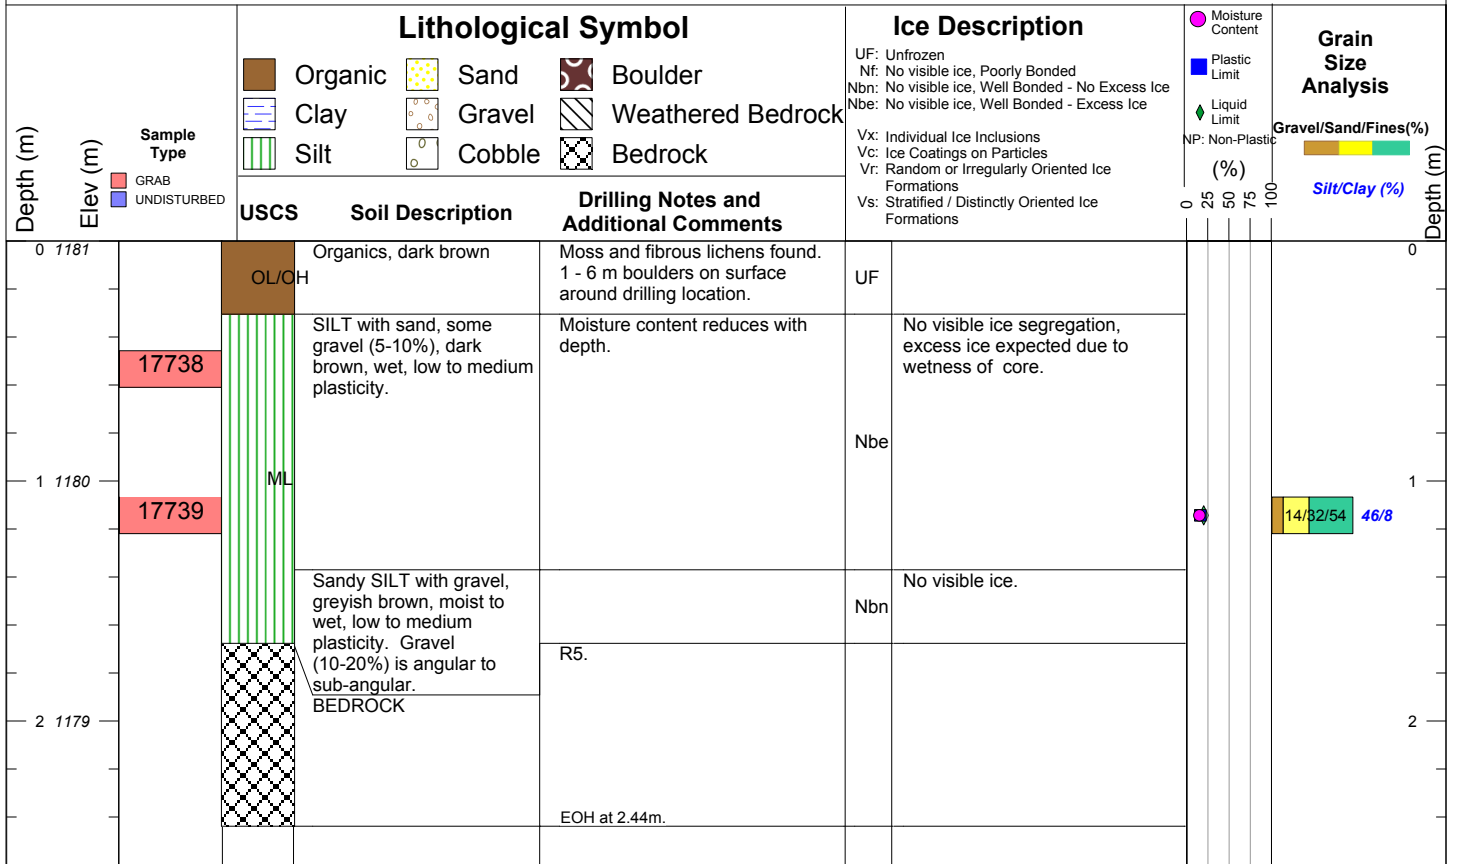 Lithological Symbol
Organic
Sand
Boulder
Clay
Gravel
Weathered Bedrock
Silt
Cobble
Bedrock
Ice Description
UF: Unfrozen
Nf: No visible ice, Poorly Bonded
Nbn: No visible ice, Well Bonded - No Excess Ice
Nbe: No visible ice, Well Bonded - Excess Ice
Vx: Individual Ice Inclusions
Vc: Ice Coatings on Particles
Vr: Random or Irregularly Oriented Ice
Formations
Vs: Stratified / Distinctly Oriented Ice
Formations
Moisture
Content
Plastic
Limit
Liquid
Limit
NP: Non-Plastic
(%)
0 25 50 75 100
Grain
Size
Analysis
Gravel/Sand/Fines(%)
Silt/Clay (%)
Depth (m)
Depth (m)
Elev (m)
Sample
Type
GRAB
UNDISTURBED
USCS
Soil Description
Drilling Notes and
Additional Comments
0 1181
OL/OH
Organics, dark brown
Moss and fibrous lichens found.
1 - 6 m boulders on surface
around drilling location.
UF
0
SILT with sand, some
gravel (5-10%), dark
brown, wet, low to medium
plasticity.
Moisture content reduces with
depth.
No visible ice segregation,
excess ice expected due to
wetness of core.
17738
Nbe
1 1180
ML
1
17739
14/32/54
46/8
Sandy SILT with gravel,
greyish brown, moist to
wet, low to medium
plasticity. Gravel
(10-20%) is angular to
sub-angular.
Nbn
No visible ice.
R5.
BEDROCK
2 1179
2
EOH at 2.44m.